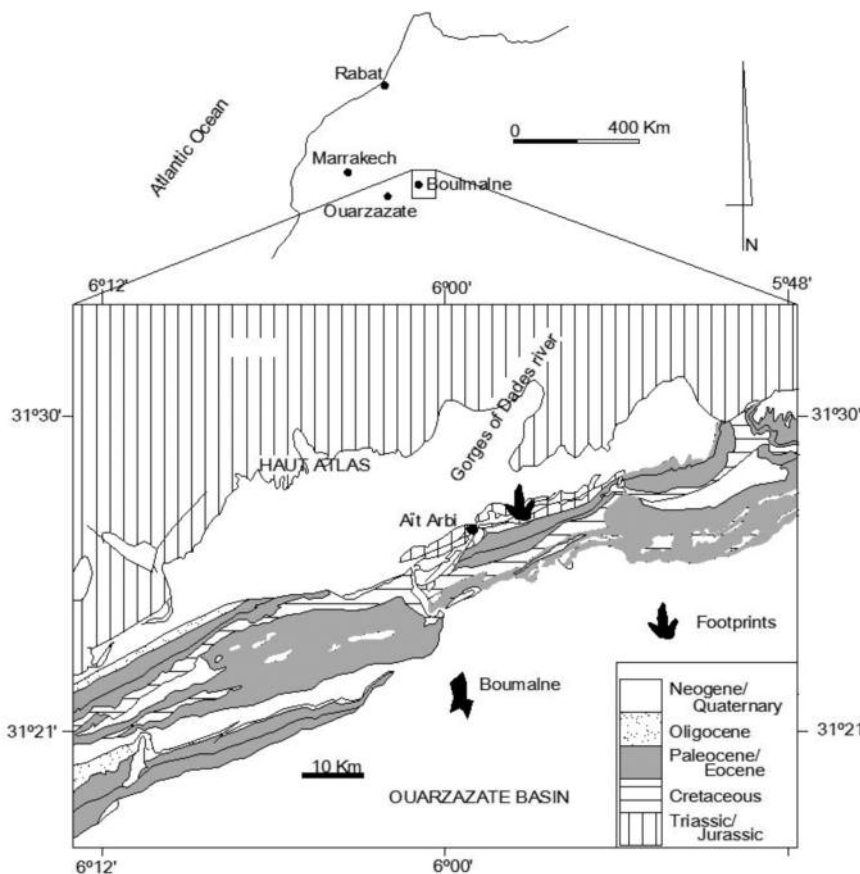 Rabat
Atlantic Ocean
0 400 Km
Marrakech
Boulmalne
Ouarzazate
N
6º12' 6º00' 5º48'
31º30' 31º30'
Gorges of Dades river
HAUT ATLAS
Aït Arbi
Footprints
Boumalne
Neogene/
Quaternary
31º21' 31º21'
Oligocene
Paleocene/
Eocene
10 Km
OUARZAZATE BASIN
Cretaceous
Triassic/
Jurassic
6º12' 6º00'